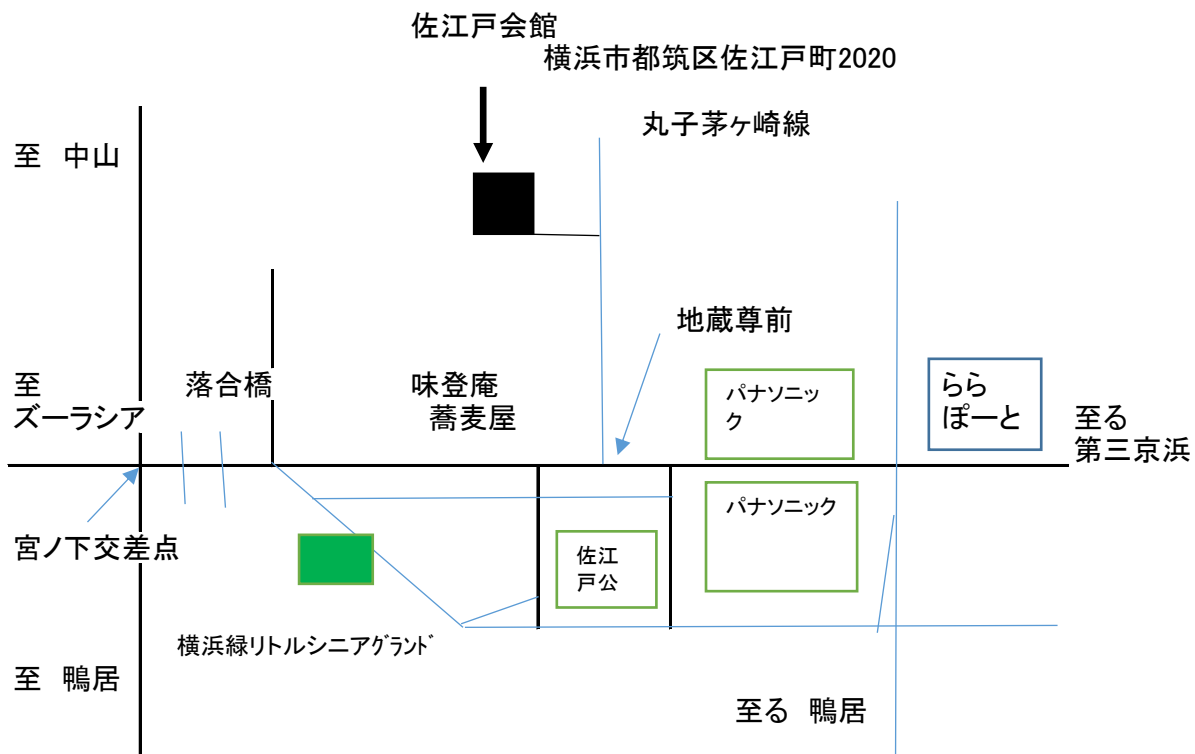 佐江戸会館
横浜市都筑区佐江戸町2020
丸子茅ヶ崎線
至 中山
地蔵尊前
至
ズーラシア
落合橋
味登庵
蕎麦屋
パナソニッ
ク
らら
ぽーと
至る
第三京浜
パナソニック
宮ノ下交差点
佐江
戸公
横浜緑リトルシニアグランド
至 鴨居
至る 鴨居